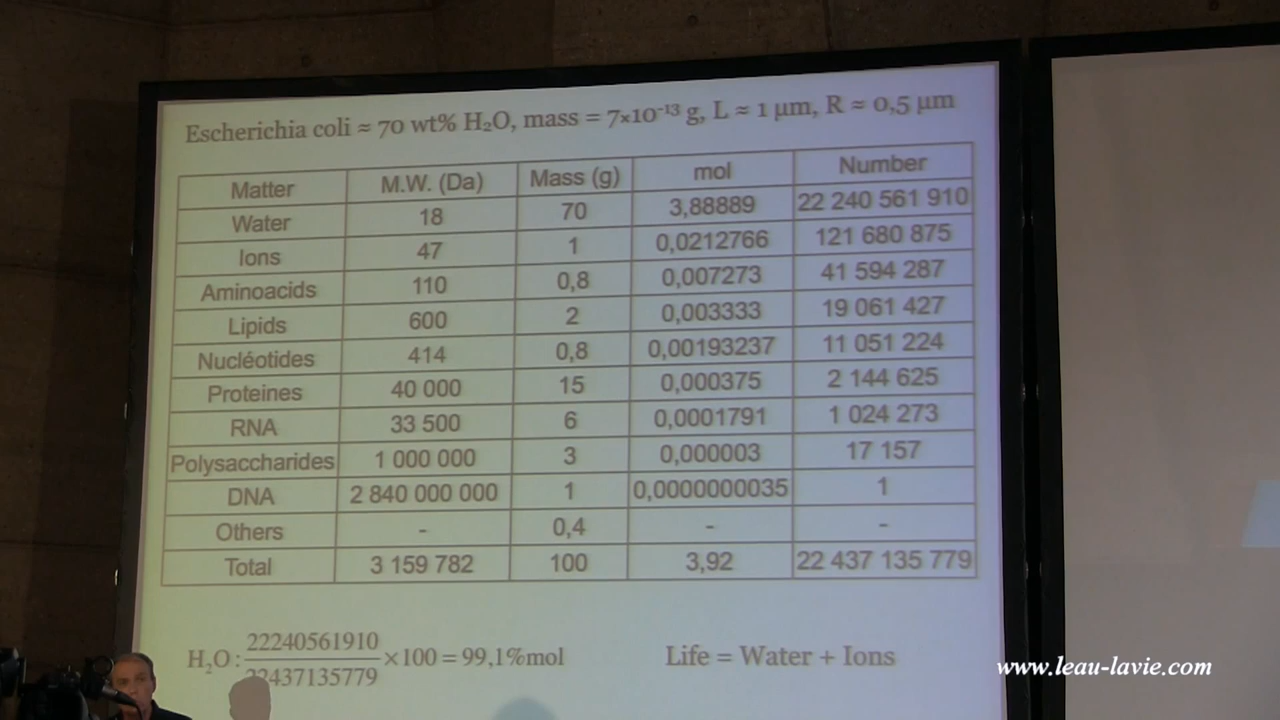 Escherichia coli ≈ 70 wt% H₂O, mass = 7×10⁻¹³ g, L ≈ 1 µm, R ≈ 0,5 µm
Matter M.W. (Da) Mass (g) mol Number
Water 18 70 3,88889 22 240 561 910
Ions 47 1 0,0212766 121 680 875
Aminoacids 110 0,8 0,007273 41 594 287
Lipids 600 2 0,003333 19 061 427
Nucléotides 414 0,8 0,00193237 11 051 224
Proteines 40 000 15 0,000375 2 144 625
RNA 33 500 6 0,0001791 1 024 273
Polysaccharides 1 000 000 3 0,000003 17 157
DNA 2 840 000 000 1 0,0000000035 1
Others - 0,4 - -
Total 3 159 782 100 3,92 22 437 135 779
22240561910
H₂O : ×100 = 99,1%mol Life = Water + Ions
22437135779
www.leau-lavie.com